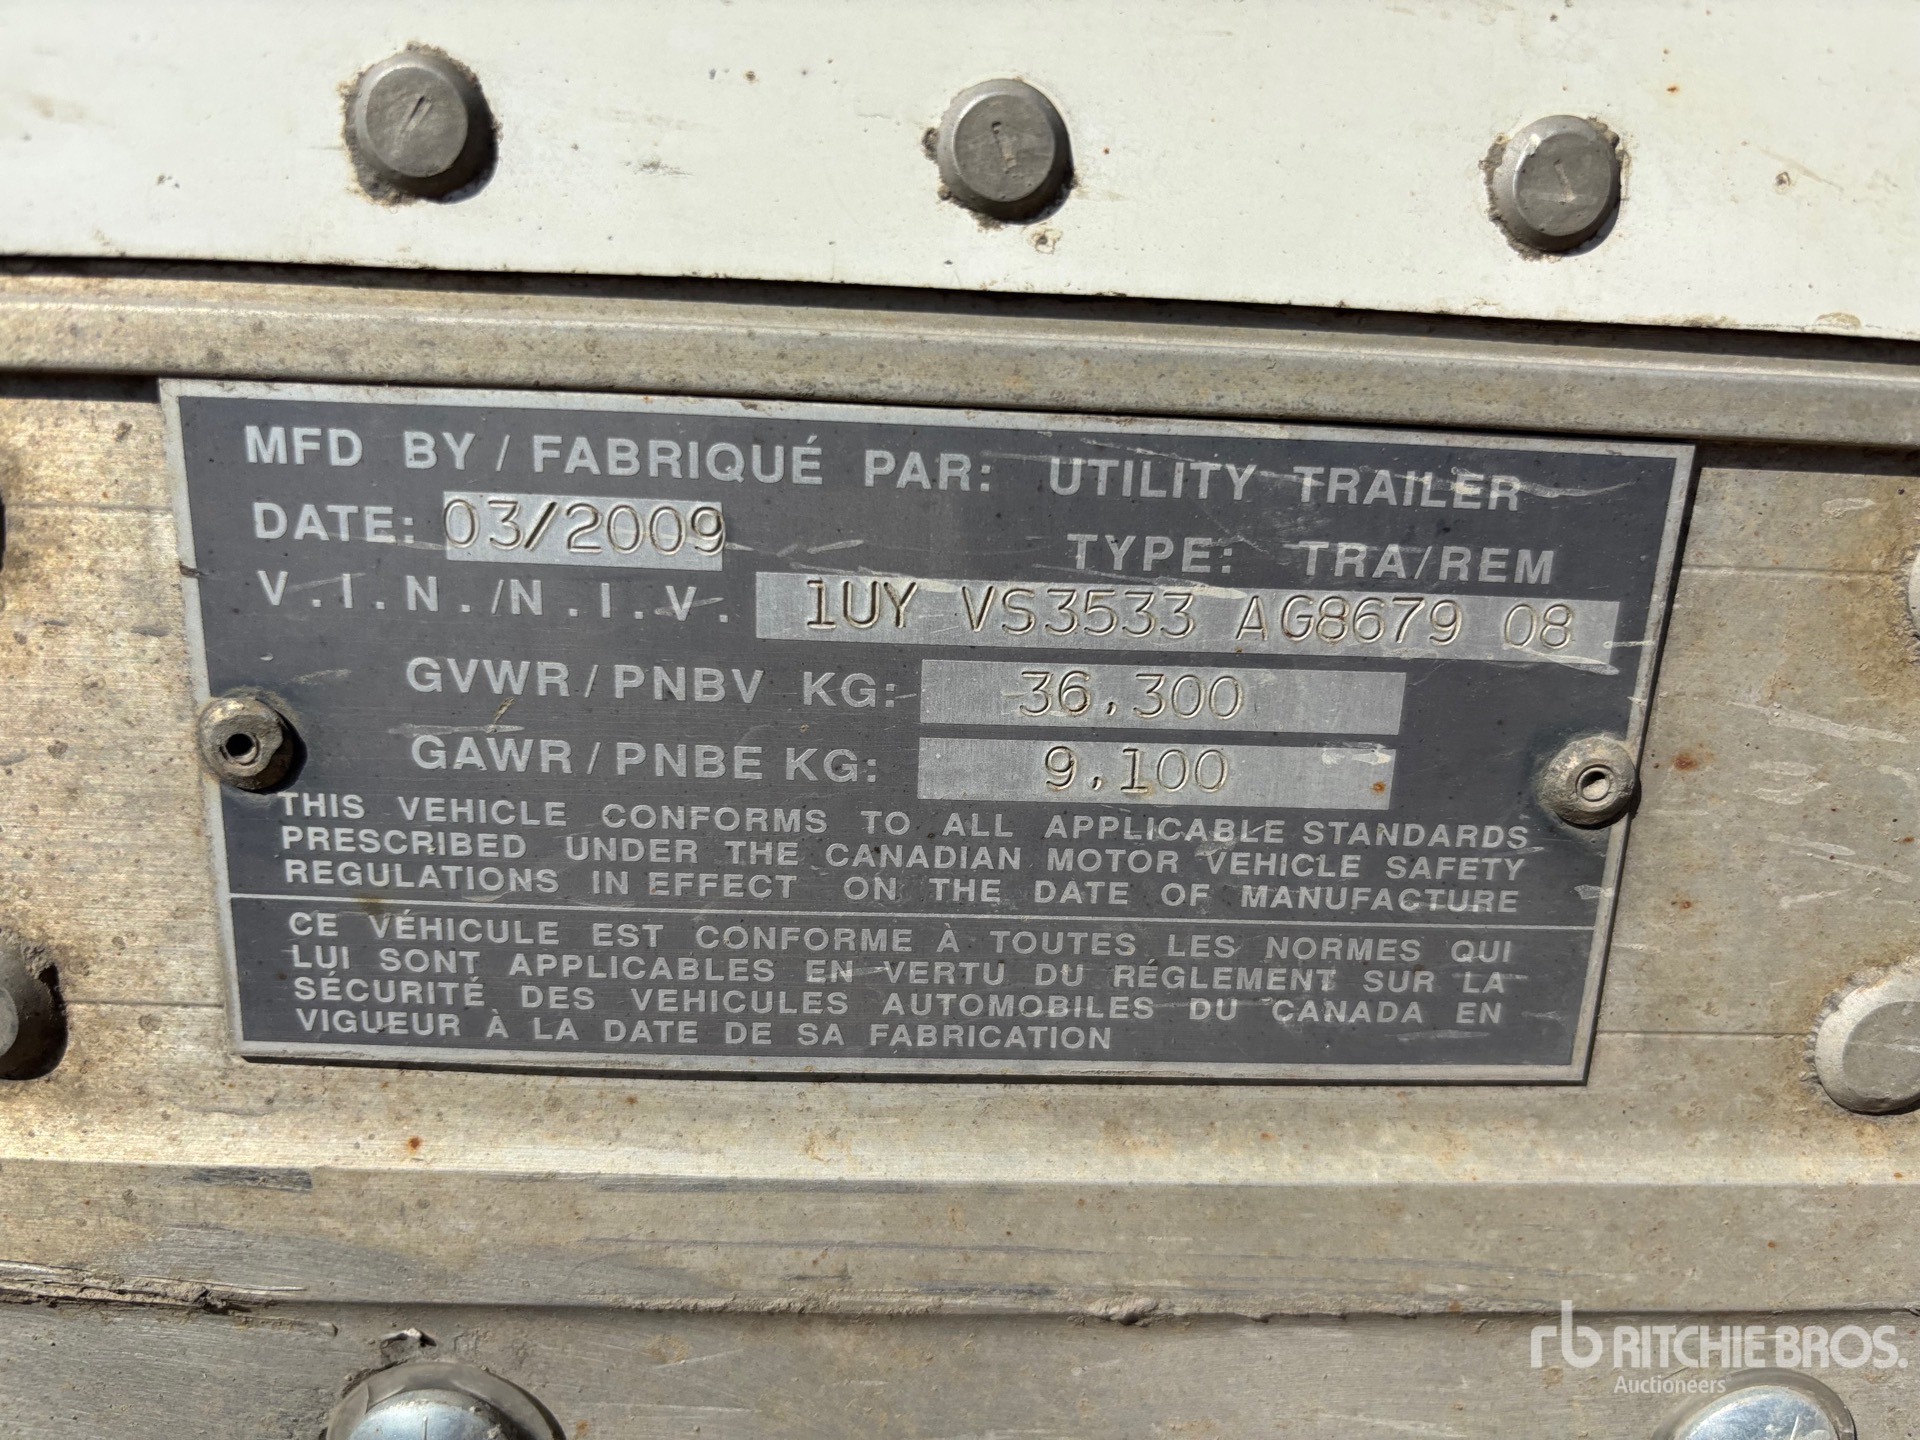 MFD BY / FABRIQUÉ PAR: UTILITY TRAILER
DATE: 03/2009
TYPE: TRA/REM
V.I.N./N.I.V. 1UY VS3533 AG8679 08
GVWR/PNBV KG: 36,300
GAWR/PNBE KG: 9,100
THIS VEHICLE CONFORMS TO ALL APPLICABLE STANDARDS
PRESCRIBED UNDER THE CANADIAN MOTOR VEHICLE SAFETY
REGULATIONS IN EFFECT ON THE DATE OF MANUFACTURE
CE VÉHICULE EST CONFORME À TOUTES LES NORMES QUI
LUI SONT APPLICABLES EN VERTU DU RÉGLEMENT SUR LA
SÉCURITÉ DES VEHICULES AUTOMOBILES DU CANADA EN
VIGUEUR À LA DATE DE SA FABRICATION
rb RITCHIE BROS.
Auctioneers